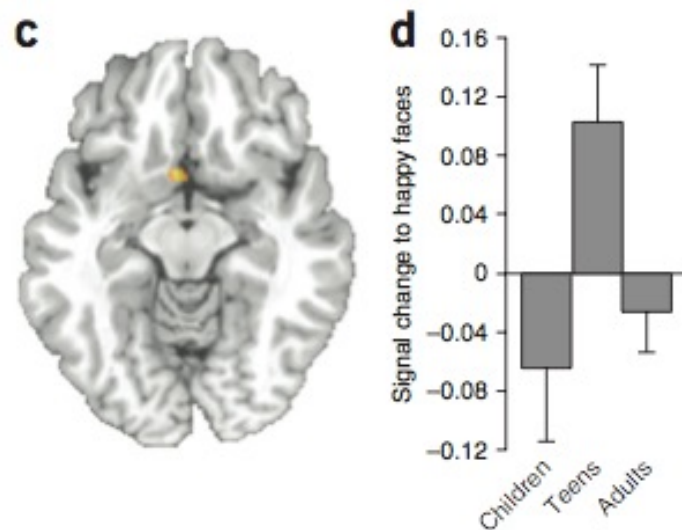 c
d
Signal change to happy faces
0.16
0.12
0.08
0.04
0
−0.04
−0.08
−0.12
Children
Teens
Adults